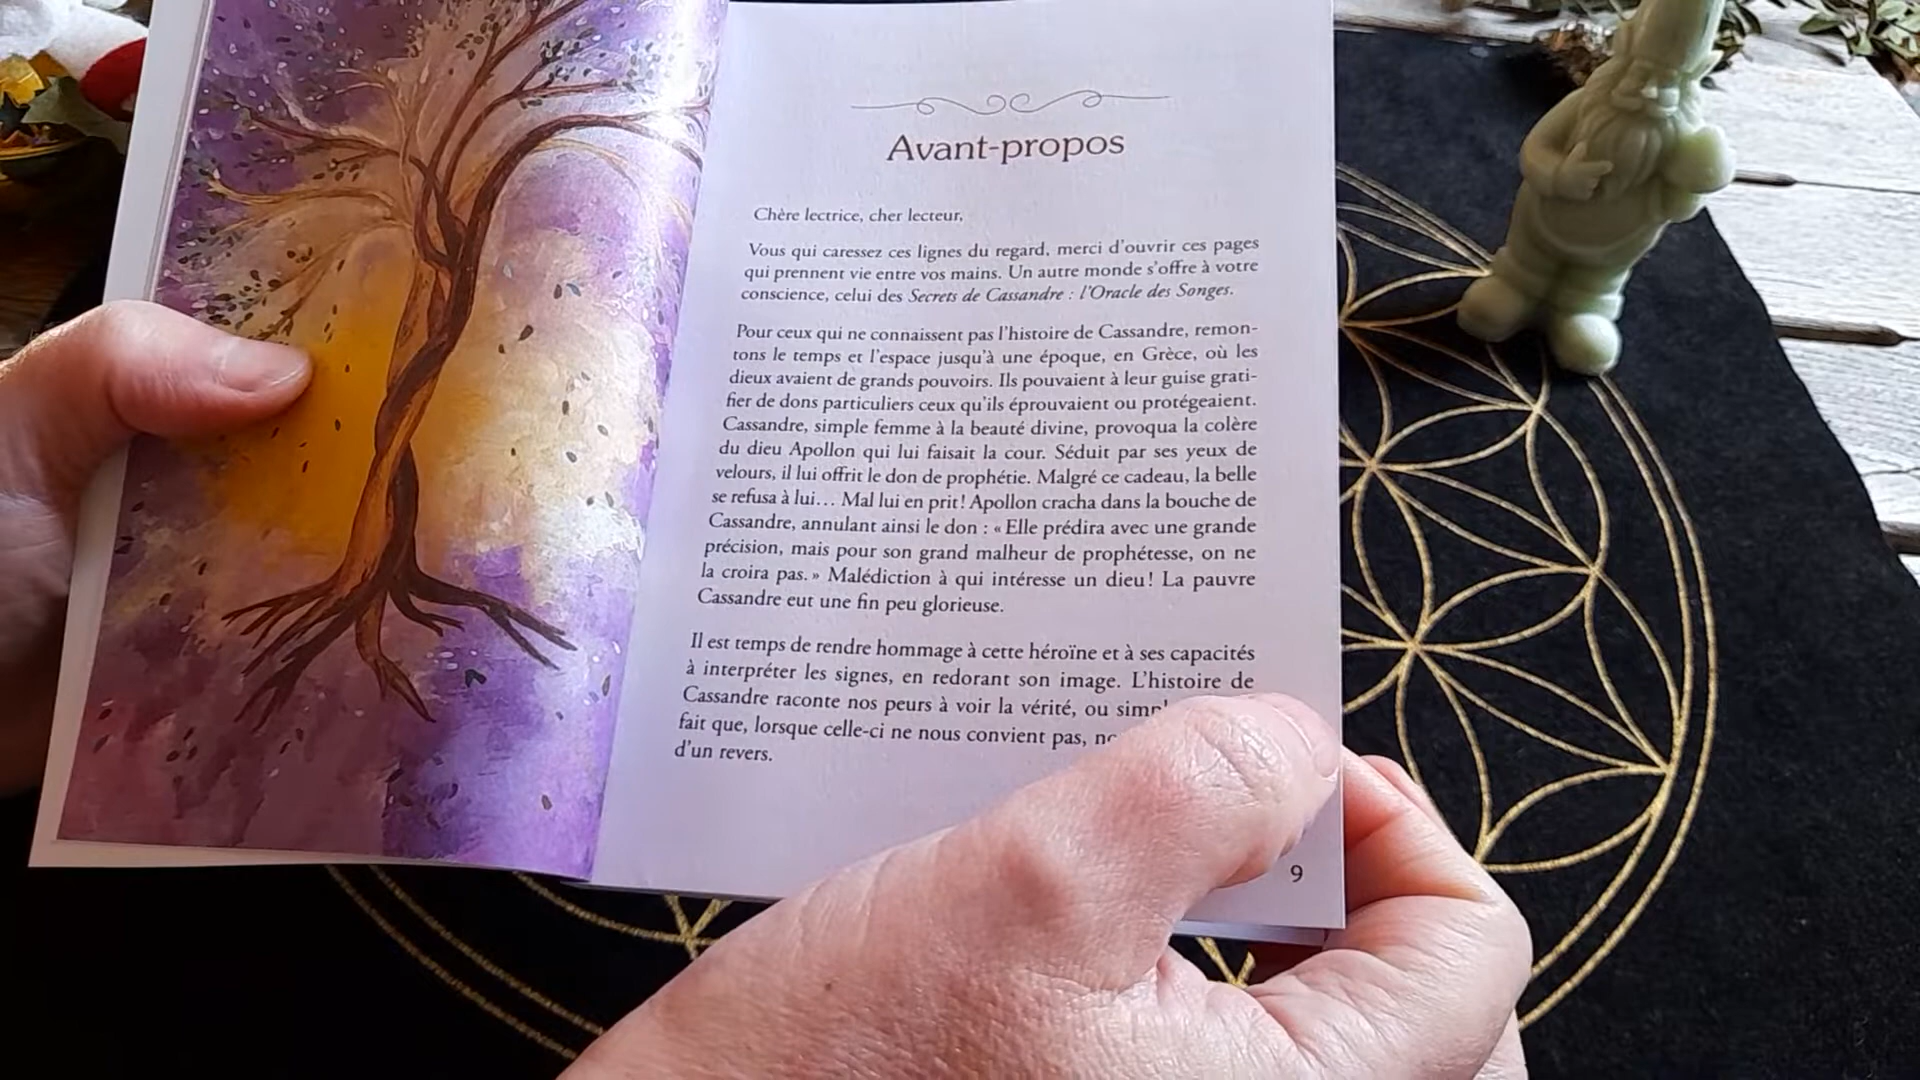 Avant-propos
Chère lectrice, cher lecteur,
Vous qui caressez ces lignes du regard, merci d'ouvrir ces pages
qui prennent vie entre vos mains. Un autre monde s'offre à votre
conscience, celui des Secrets de Cassandre : l'Oracle des Songes.
Pour ceux qui ne connaissent pas l'histoire de Cassandre, remon-
tons le temps et l'espace jusqu'à une époque, en Grèce, où les
dieux avaient de grands pouvoirs. Ils pouvaient à leur guise grati-
fier de dons particuliers ceux qu'ils éprouvaient ou protégeaient.
Cassandre, simple femme à la beauté divine, provoqua la colère
du dieu Apollon qui lui faisait la cour. Séduit par ses yeux de
velours, il lui offrit le don de prophétie. Malgré ce cadeau, la belle
se refusa à lui… Mal lui en prit ! Apollon cracha dans la bouche de
Cassandre, annulant ainsi le don : « Elle prédira avec une grande
précision, mais pour son grand malheur de prophétesse, on ne
la croira pas. » Malédiction à qui intéresse un dieu ! La pauvre
Cassandre eut une fin peu glorieuse.
Il est temps de rendre hommage à cette héroïne et à ses capacités
à interpréter les signes, en redorant son image. L'histoire de
Cassandre raconte nos peurs à voir la vérité, ou
fait que, lorsque celle-ci ne nous convient pas,
d'un revers.
9